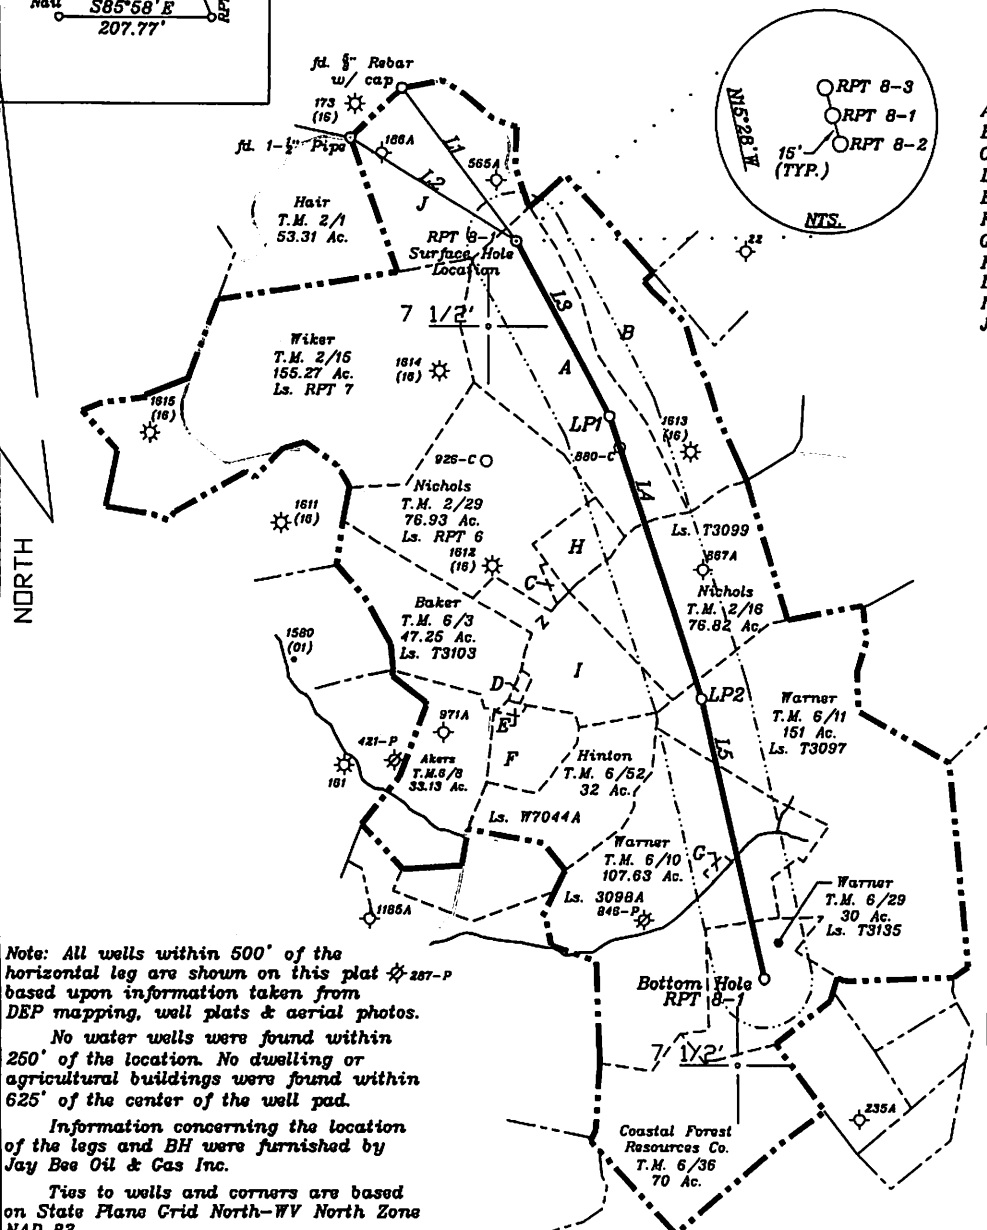 Nail
S85°58'E
207.77'
RPT
fd. 5/8" Rebar
w/ cap
173
(16)
fd. 1-1/2" Pipe
186A
L1
565A
L2
J
Hair
T.M. 2/1
53.31 Ac.
RPT 8-1
Surface Hole
Location
N15°28'W
RPT 8-3
RPT 8-1
RPT 8-2
15'
(TYP.)
NTS.
22
7 1/2'
L3
B
A
Wiker
T.M. 2/15
155.27 Ac.
Ls. RPT 7
1614
(16)
1615
(16)
LP1
1613
(16)
880-C
926-C
Nichols
T.M. 2/29
76.93 Ac.
Ls. RPT 6
L4
1611
(16)
Ls. T3099
H
1612
(16)
C
667A
Nichols
T.M. 2/16
76.82 Ac.
NORTH
Baker
T.M. 6/3
47.25 Ac.
Ls. T3103
Z
1580
(01)
I
D
LP2
Warner
T.M. 6/11
151 Ac.
Ls. T3097
E
971A
421-P
161
Akers
T.M.6/8
33.13 Ac.
F
Hinton
T.M. 6/52
32 Ac.
L5
Ls. W7044A
Warner
T.M. 6/10
107.63 Ac.
G
Ls. 3098A
846-P
Warner
T.M. 6/29
30 Ac.
Ls. T3135
1185A
Note: All wells within 500' of the
horizontal leg are shown on this plat
based upon information taken from
DEP mapping, well plats & aerial photos.
287-P
Bottom Hole
RPT 8-1
No water wells were found within
250' of the location. No dwelling or
agricultural buildings were found within
625' of the center of the well pad.
7 1/2'
235A
Information concerning the location
of the legs and BH were furnished by
Jay Bee Oil & Gas Inc.
Coastal Forest
Resources Co.
T.M. 6/36
70 Ac.
Ties to wells and corners are based
on State Plane Grid North-WV North Zone
NAD 83